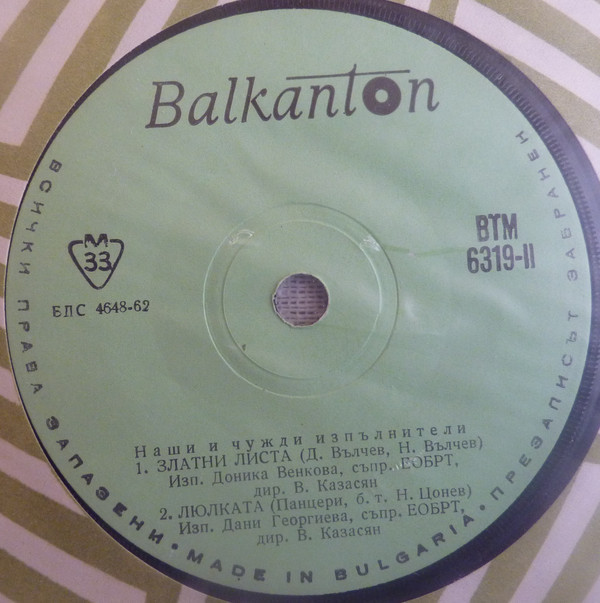 Balkanton
ВСИЧКИ ПРАВА ЗАПАЗЕНИ • MADE IN BULGARIA • ПРЕЗАПИСЪТ ЗАБРАНЕН
М
33
БДС 4648-62
ВТМ
6319-II
Наши и чужди изпълнители
1. ЗЛАТНИ ЛИСТА (Д. Вълчев, Н. Вълчев)
Изп. Доника Венкова, съпр. ЕОБРТ,
дир. В. Казасян
2. ЛЮЛКАТА (Панцери, б. т. Н. Цонев)
Изп. Дани Георгиева, съпр. ЕОБРТ,
дир. В. Казасян